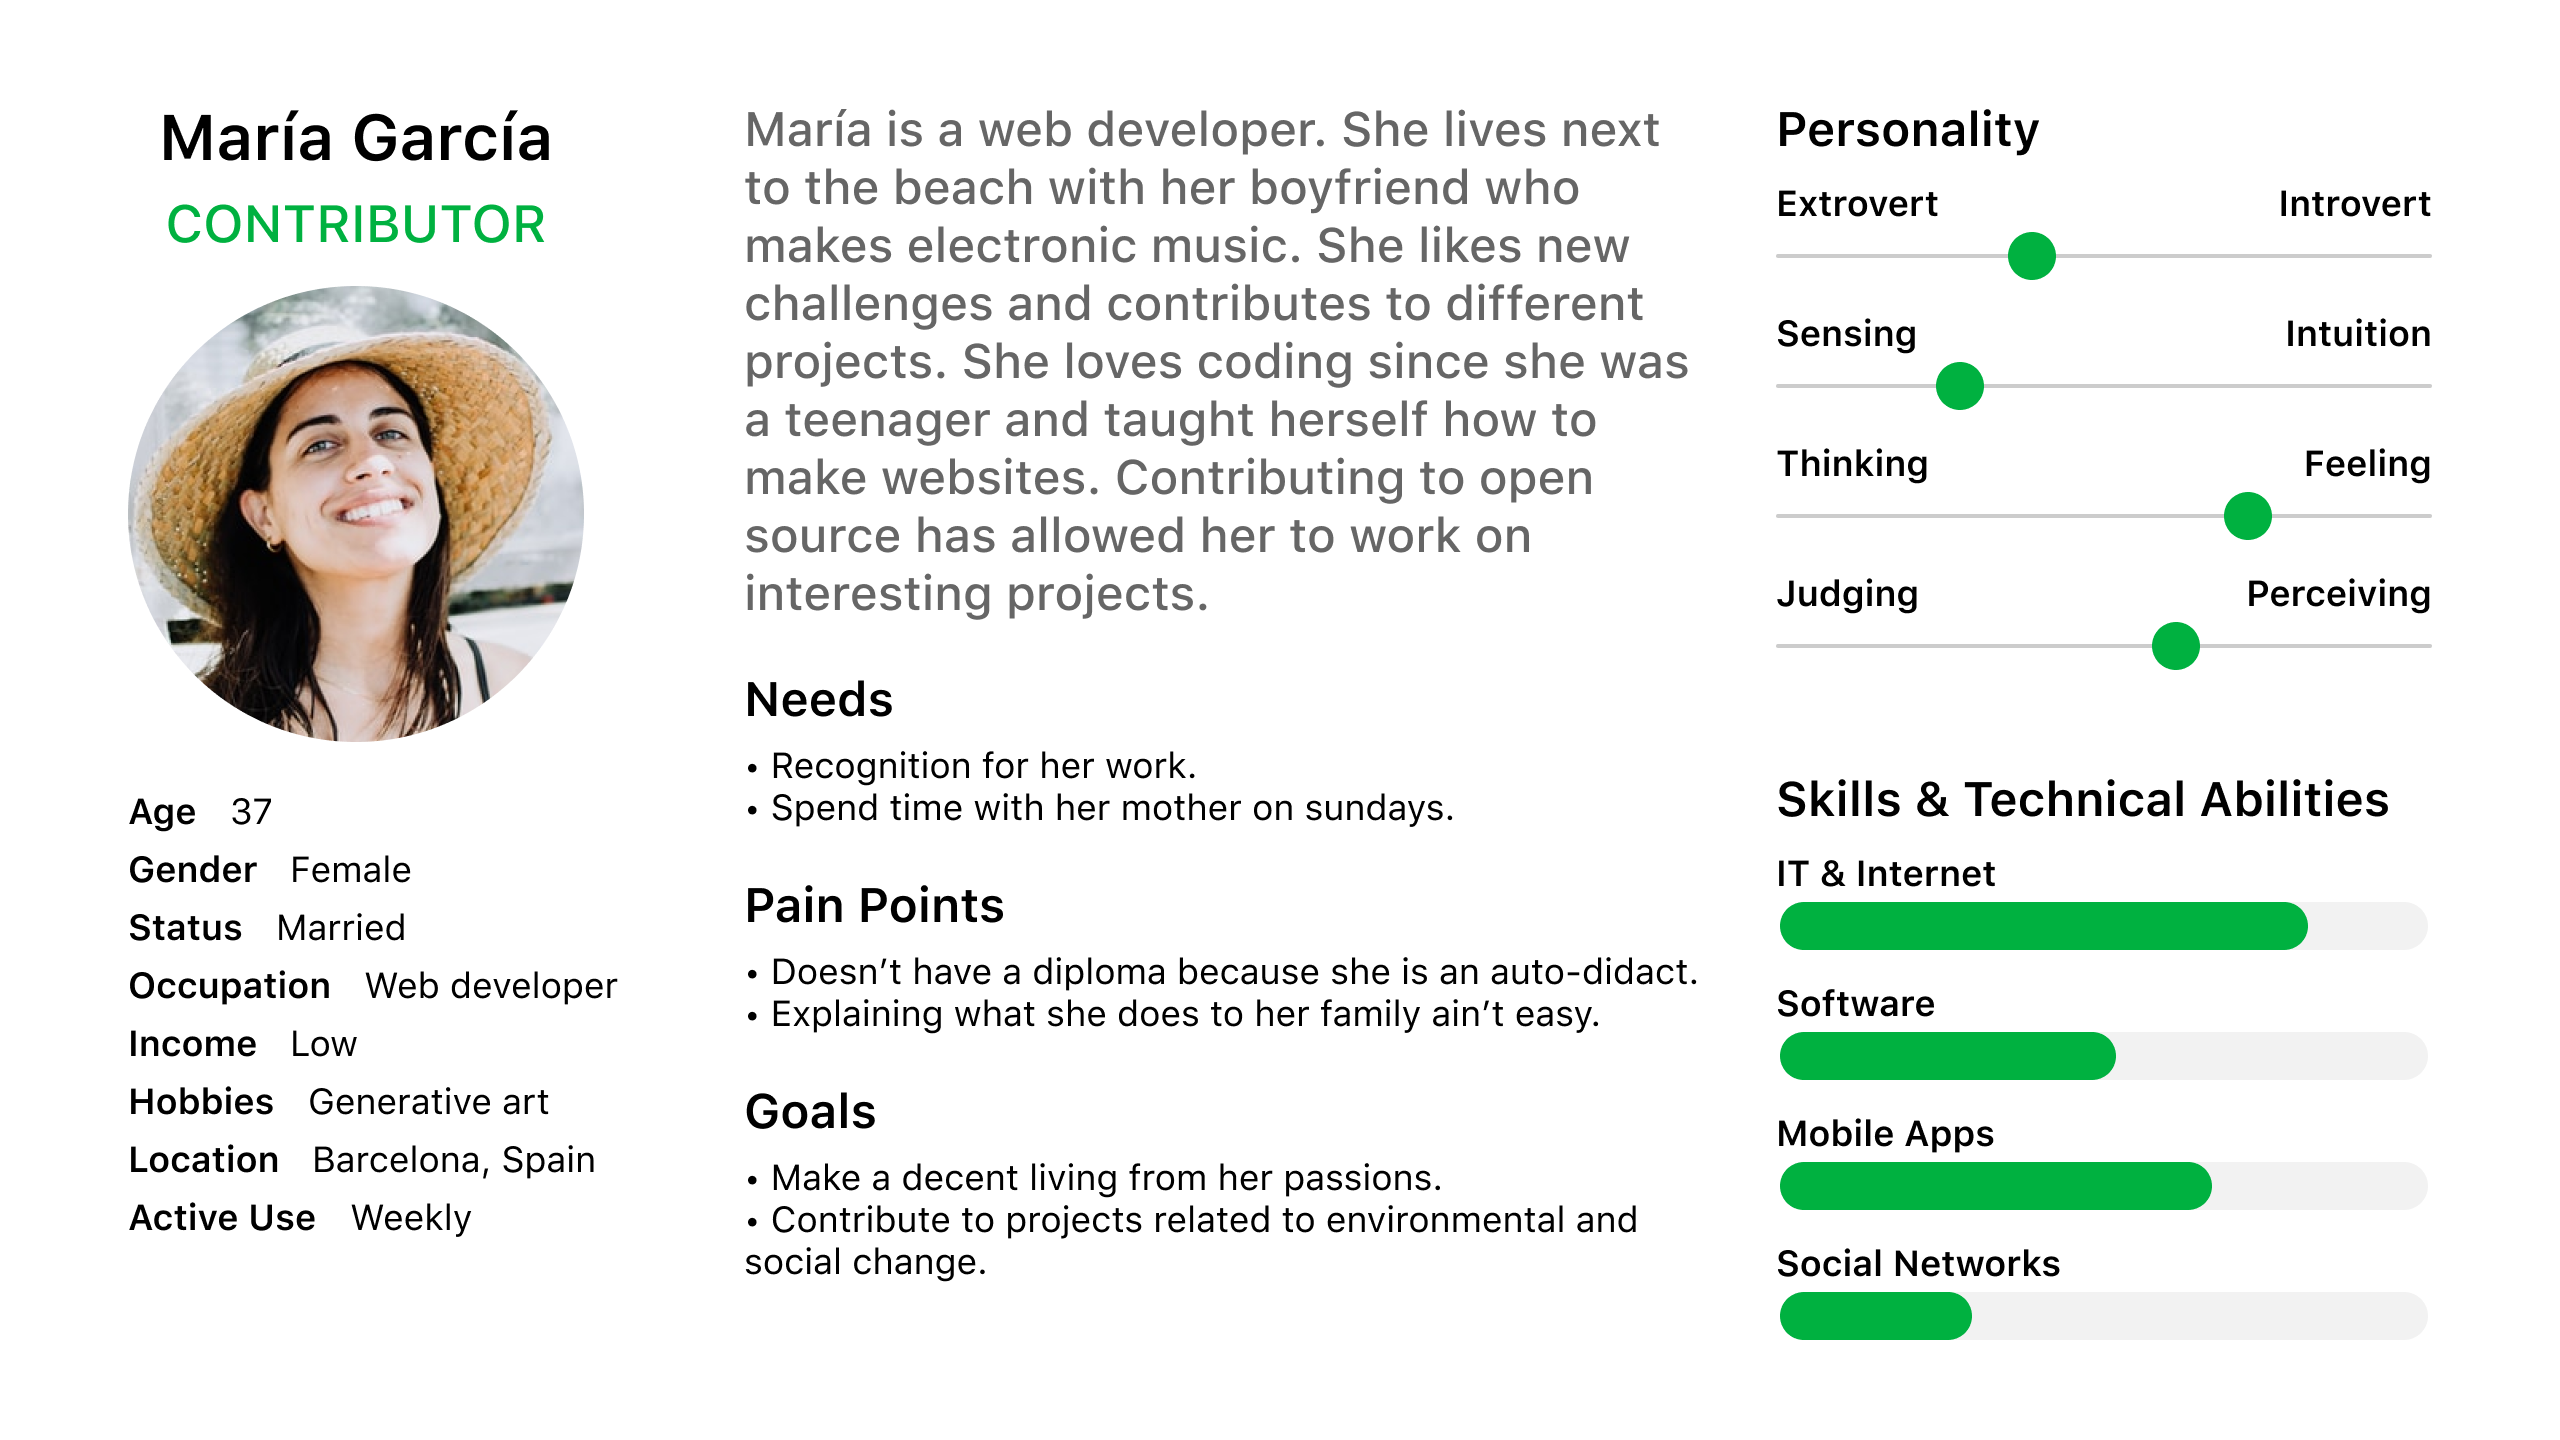 María García
CONTRIBUTOR
Age 37
Gender Female
Status Married
Occupation Web developer
Income Low
Hobbies Generative art
Location Barcelona, Spain
Active Use Weekly
María is a web developer. She lives next
to the beach with her boyfriend who
makes electronic music. She likes new
challenges and contributes to different
projects. She loves coding since she was
a teenager and taught herself how to
make websites. Contributing to open
source has allowed her to work on
interesting projects.
Needs
• Recognition for her work.
• Spend time with her mother on sundays.
Pain Points
• Doesn’t have a diploma because she is an auto-didact.
• Explaining what she does to her family ain’t easy.
Goals
• Make a decent living from her passions.
• Contribute to projects related to environmental and
social change.
Personality
Extrovert Introvert
Sensing Intuition
Thinking Feeling
Judging Perceiving
Skills & Technical Abilities
IT & Internet
Software
Mobile Apps
Social Networks